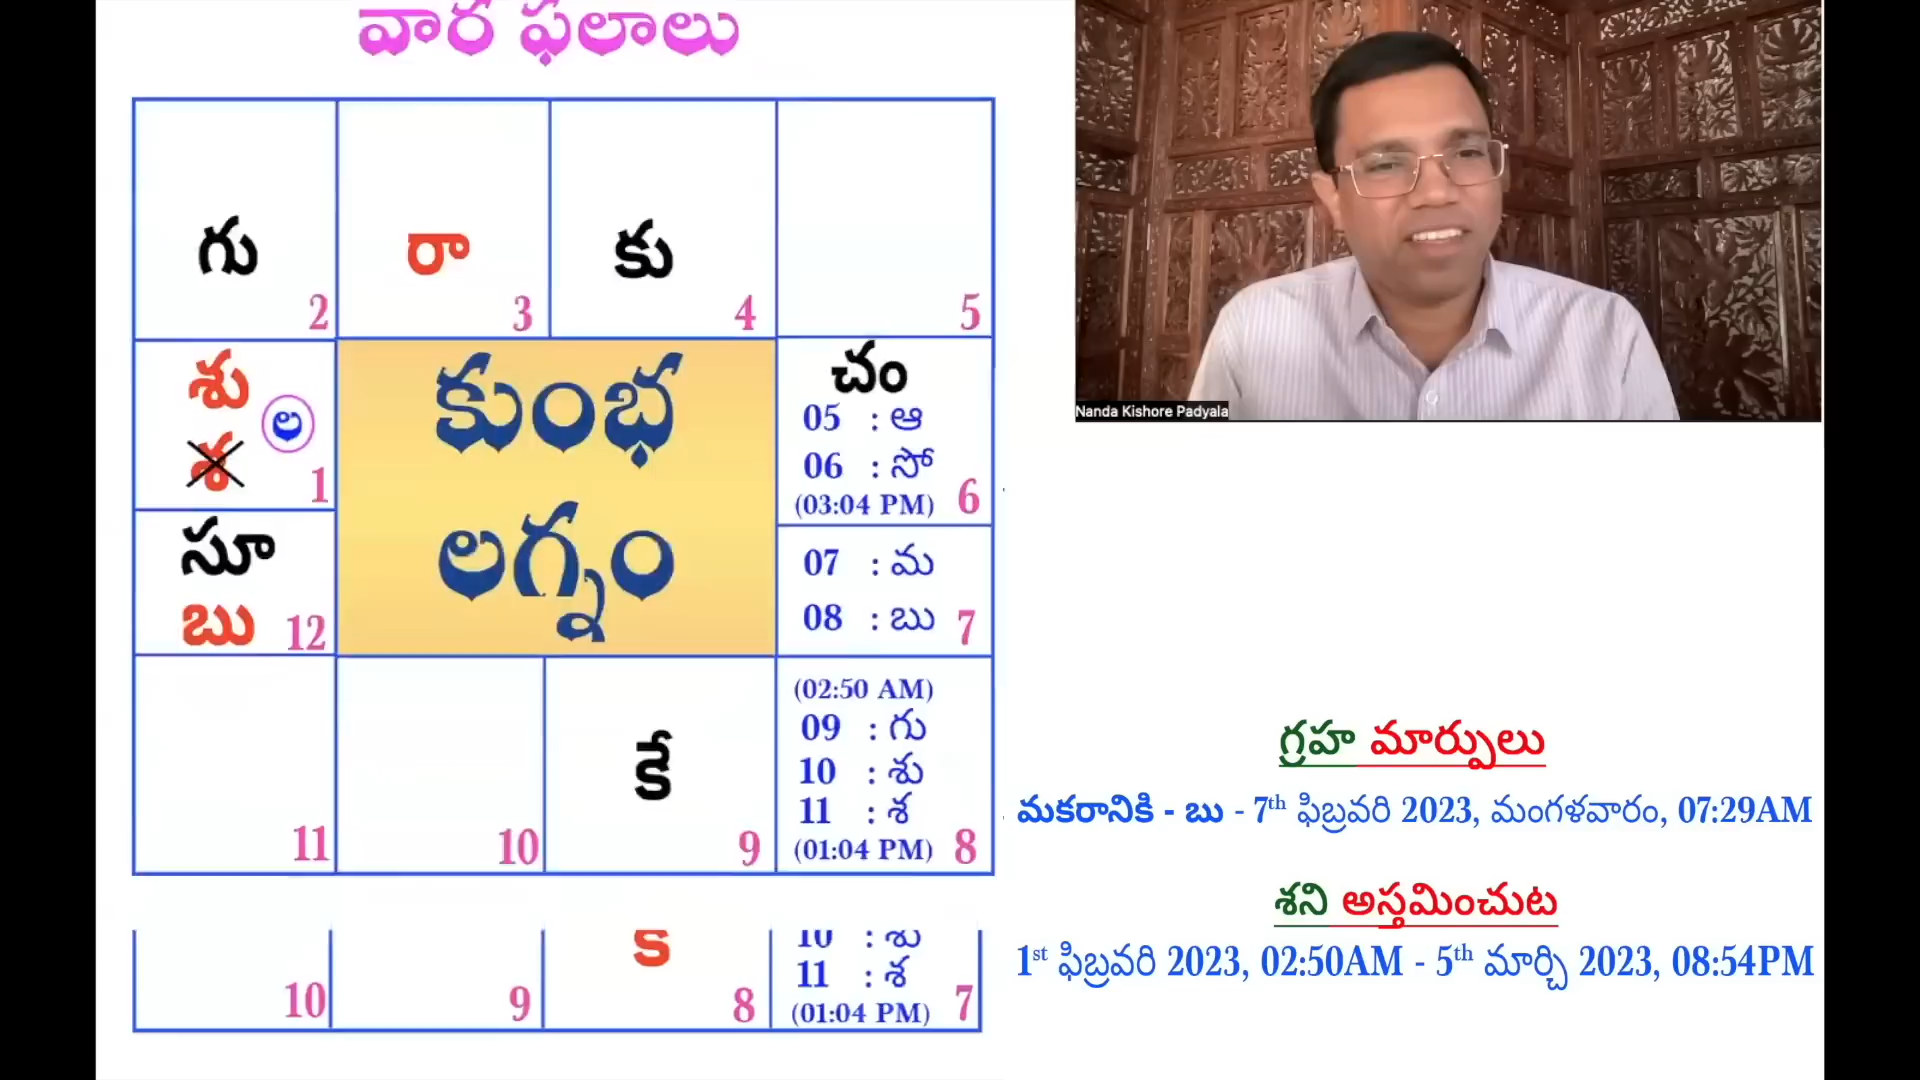 వార ఫలాలు
గు
2
రా
3
కు
4
5
శు
ల
శ
1
కుంభ
లగ్నం
చం
05 : ఆ
06 : సో
(03:04 PM)
6
సూ
బు
12
07 : మ
08 : బు
7
11
10
కే
9
(02:50 AM)
09 : గు
10 : శు
11 : శ
(01:04 PM)
8
10
9
8
10 : శు
11 : శ
(01:04 PM)
7
Nanda Kishore Padyala
గ్రహ మార్పులు
మకరానికి - బు - 7th ఫిబ్రవరి 2023, మంగళవారం, 07:29AM
శని అస్తమించుట
1st ఫిబ్రవరి 2023, 02:50AM - 5th మార్చి 2023, 08:54PM